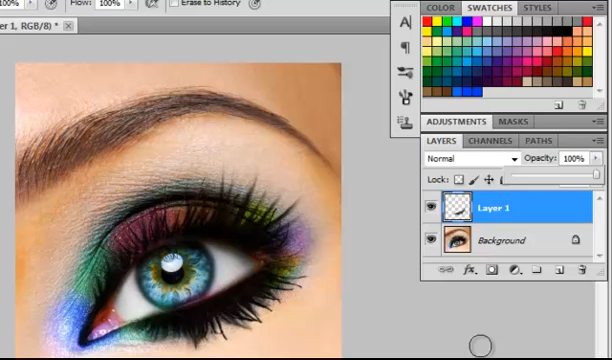 0%
Flow: 100%
Erase to History
er 1, RGB/8) * ×
COLOR SWATCHES STYLES
ADJUSTMENTS MASKS
LAYERS CHANNELS PATHS
Normal Opacity: 100%
Lock:
Layer 1
Background